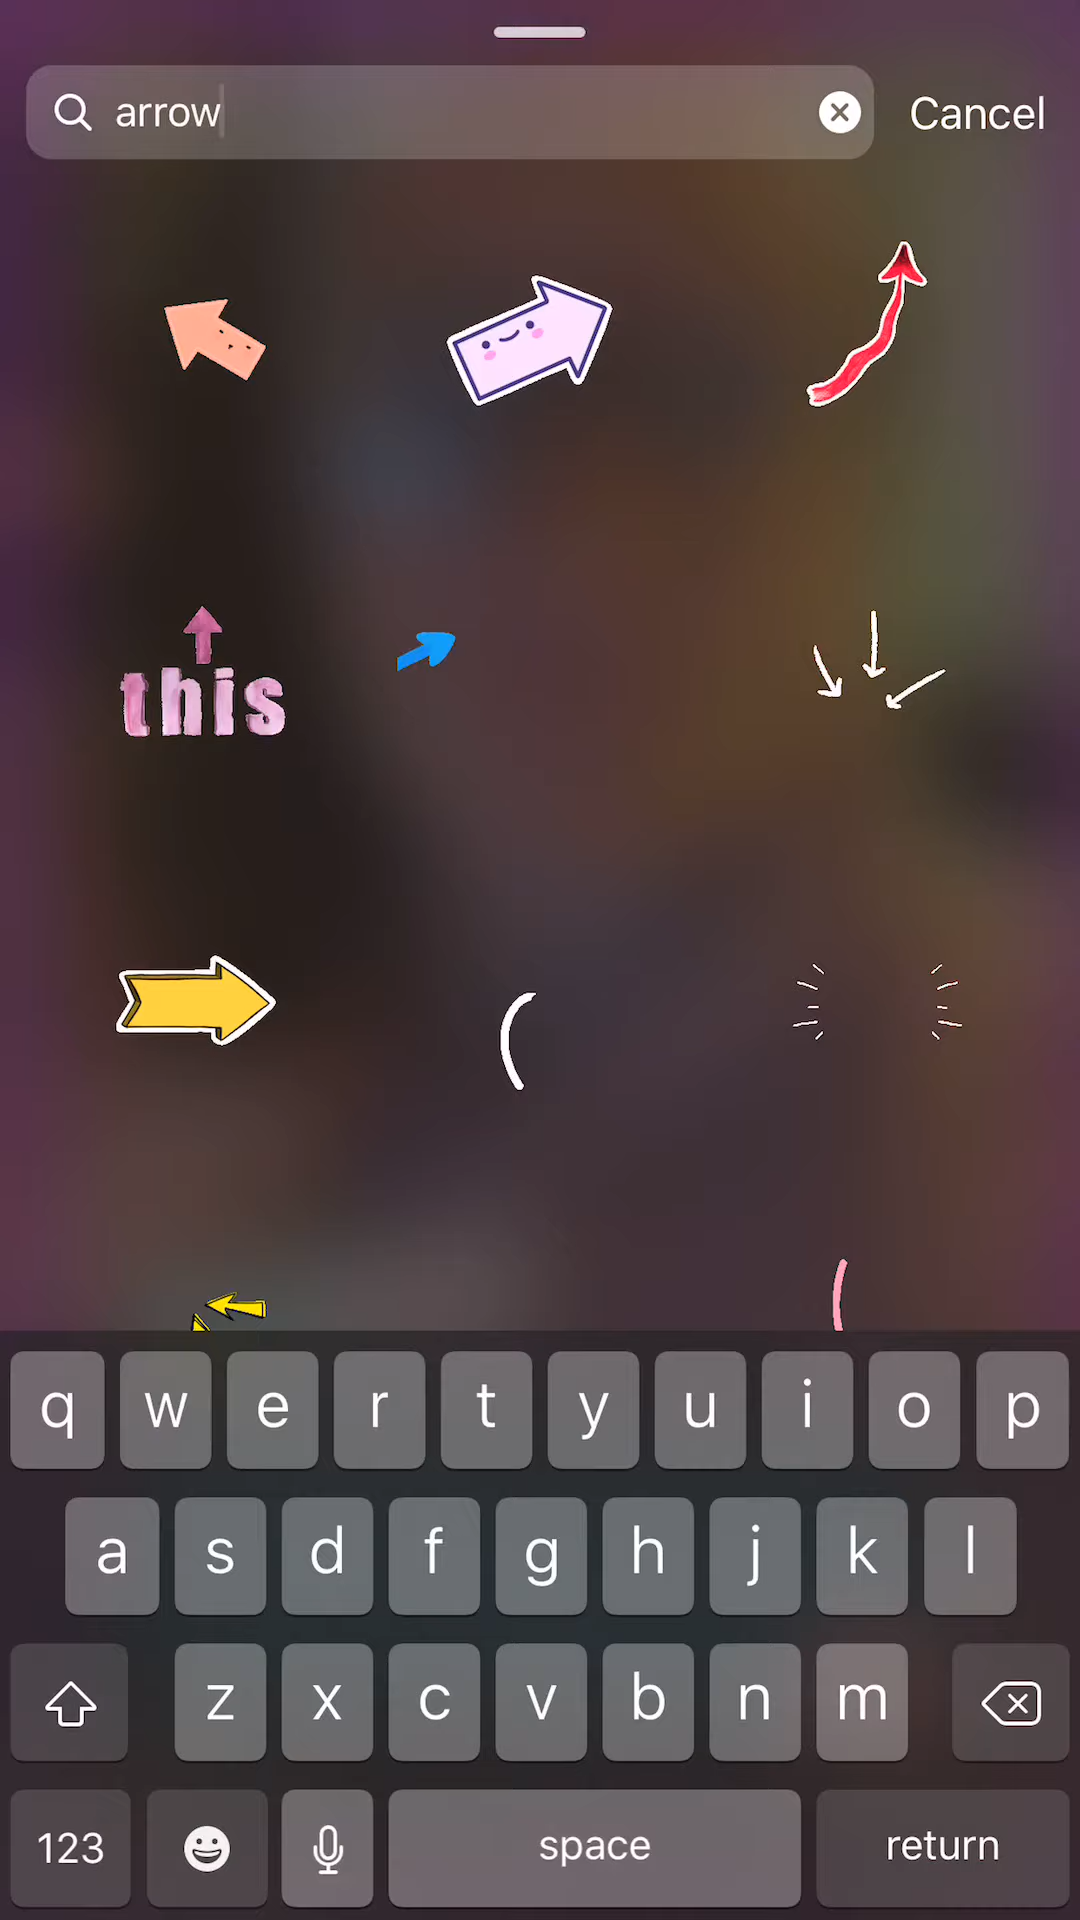 arrow
Cancel
this
q w e r t y u i o p
a s d f g h j k l
z x c v b n m
123 space return